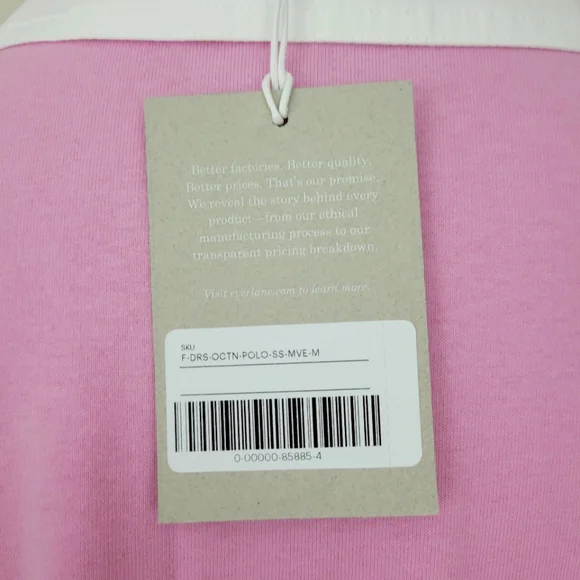 Better factories. Better quality.
Better prices. That's our promise.
We reveal the story behind every
product—from our ethical
manufacturing process to our
transparent pricing breakdown.
Visit everlane.com to learn more.
SKU
F-DRS-OCTN-POLO-SS-MVE-M
0-00000-85885-4